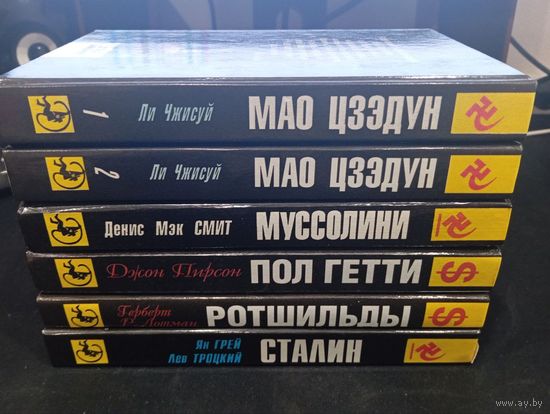 1 Ли Чжисуй МАО ЦЗЭДУН
2 Ли Чжисуй МАО ЦЗЭДУН
Денис Мэк СМИТ МУССОЛИНИ
Джон Пирсон ПОЛ ГЕТТИ $
Герберт Р. Лотман РОТШИЛЬДЫ $
Ян ГРЕЙ
Лев ТРОЦКИЙ СТАЛИН
www.ay.by